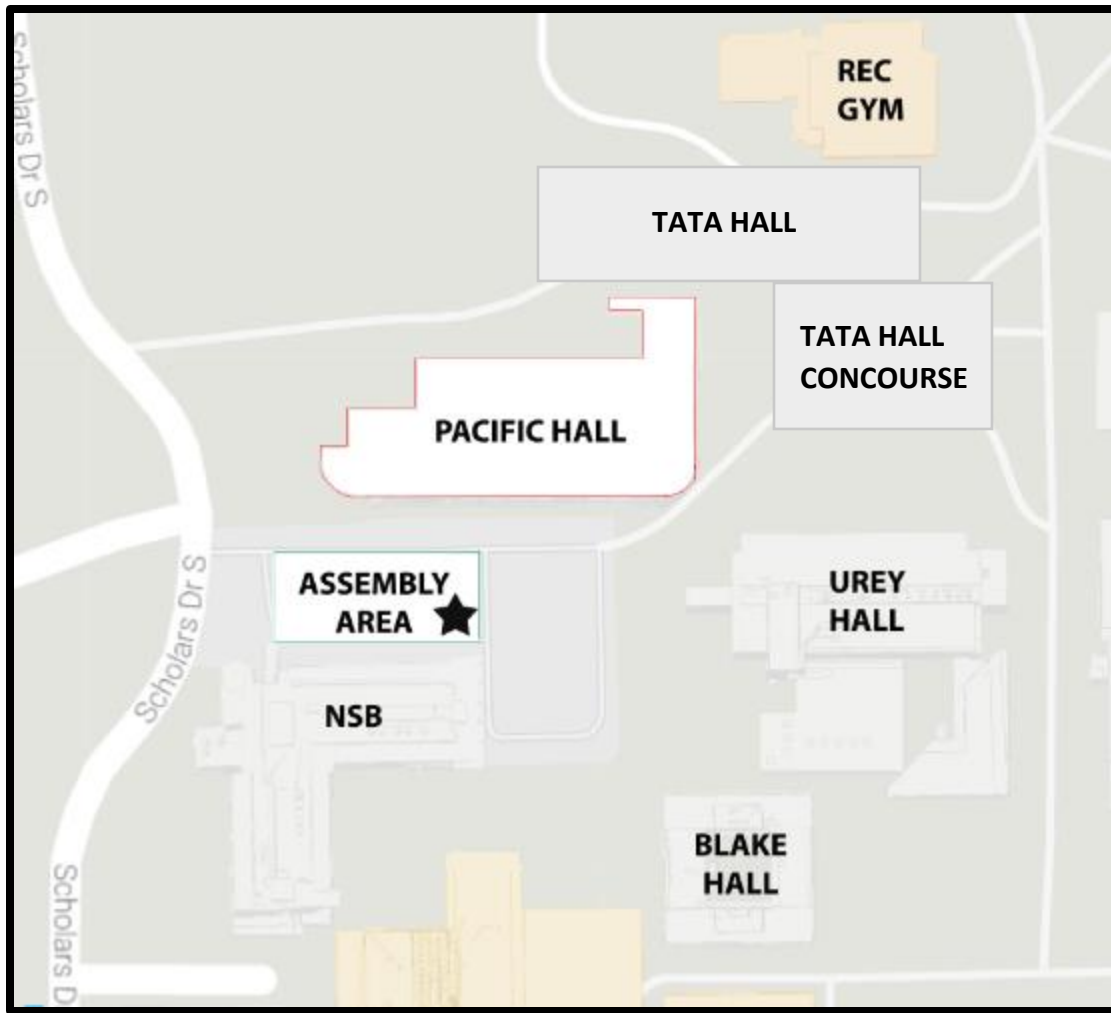 Scholars Dr S
REC
GYM
TATA HALL
TATA HALL
CONCOURSE
PACIFIC HALL
ASSEMBLY
AREA
UREY
HALL
Scholars Dr S
NSB
BLAKE
HALL
Scholars D